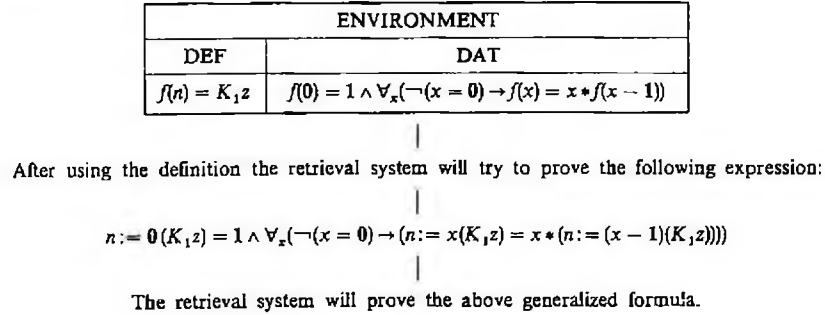 ENVIRONMENT
DEF DAT
f(n) = K₁z f(0) = 1 ∧ ∀ₓ(¬(x = 0) → f(x) = x * f(x − 1))
After using the definition the retrieval system will try to prove the following expression:
n := 0(K₁z) = 1 ∧ ∀ₓ(¬(x = 0) → (n := x(K₁z) = x * (n := (x − 1)(K₁z))))
The retrieval system will prove the above generalized formula.